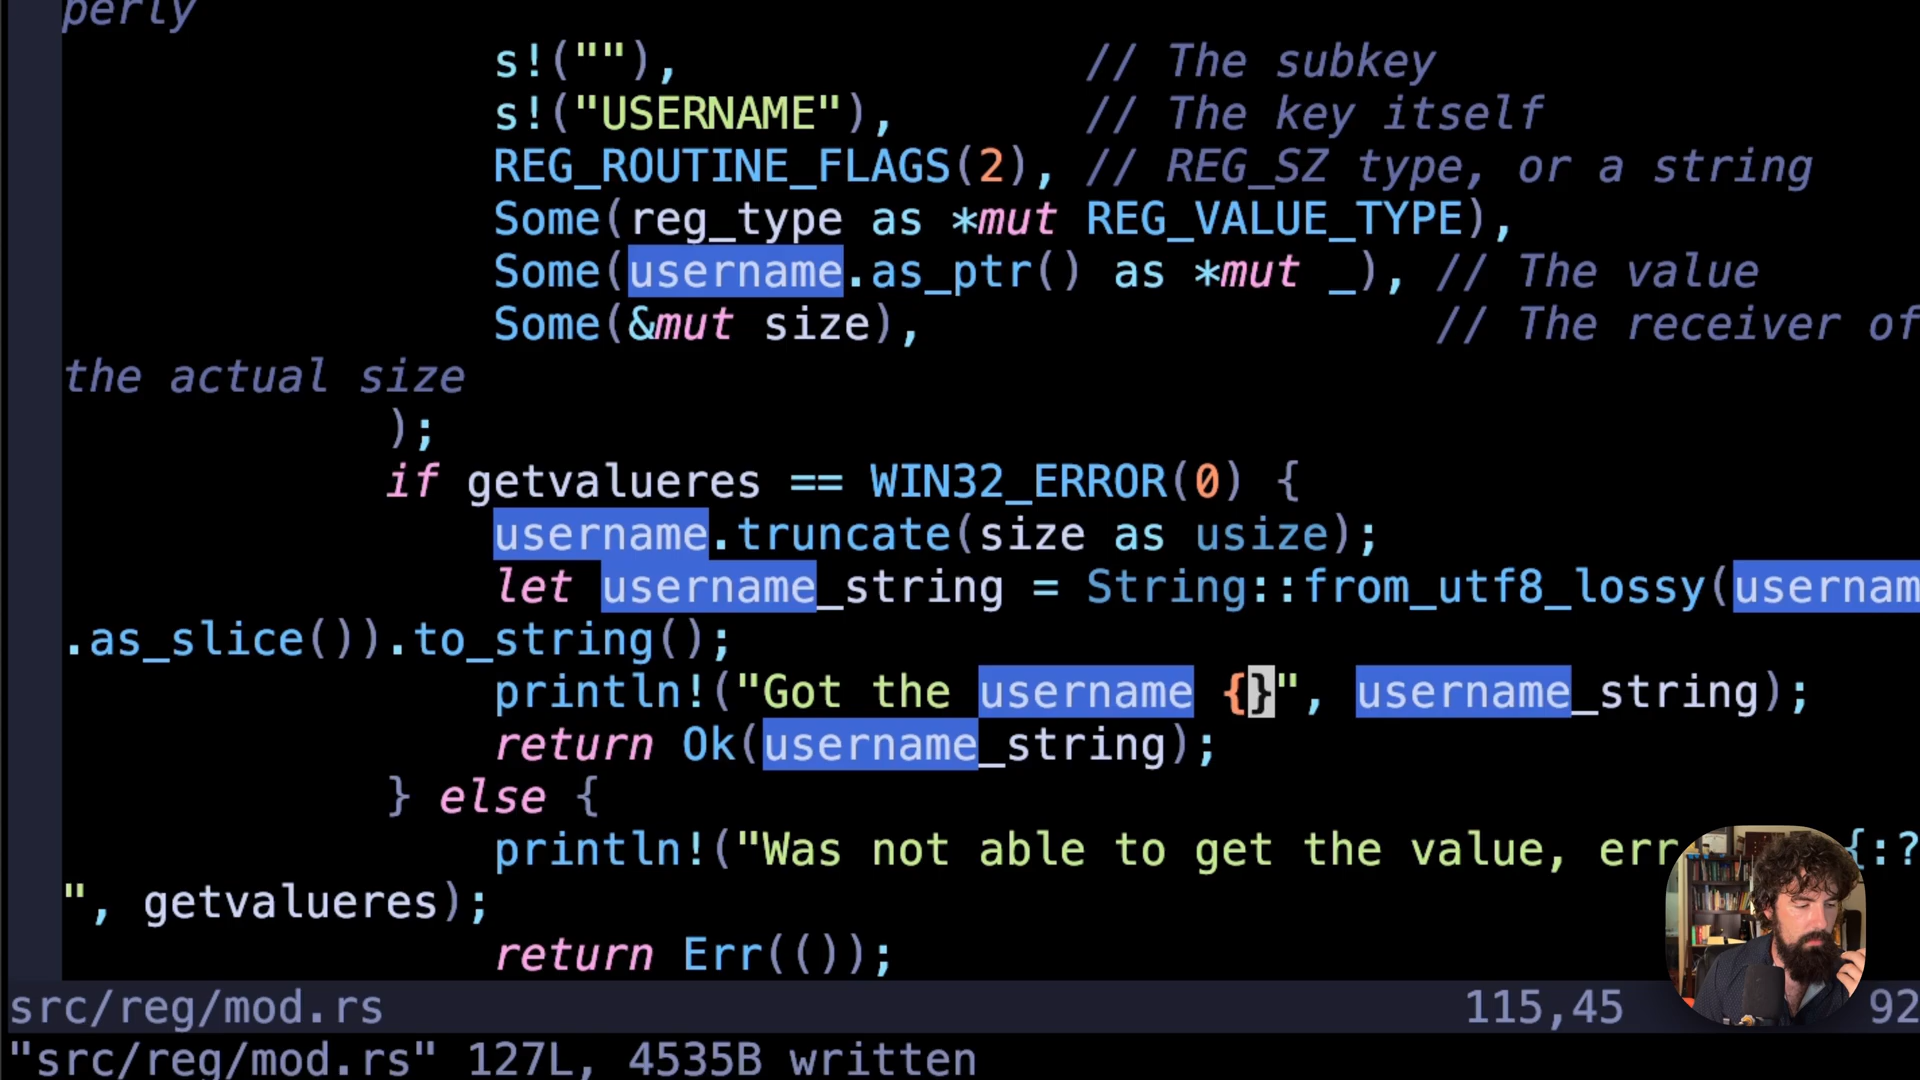 perly
s!(""), // The subkey
s!("USERNAME"), // The key itself
REG_ROUTINE_FLAGS(2), // REG_SZ type, or a string
Some(reg_type as *mut REG_VALUE_TYPE),
Some(username.as_ptr() as *mut _), // The value
Some(&mut size), // The receiver of
the actual size
);
if getvalueres == WIN32_ERROR(0) {
username.truncate(size as usize);
let username_string = String::from_utf8_lossy(usernam
.as_slice()).to_string();
println!("Got the username {}", username_string);
return Ok(username_string);
} else {
println!("Was not able to get the value, err {:?
", getvalueres);
return Err(());
src/reg/mod.rs 115,45 92
"src/reg/mod.rs" 127L, 4535B written